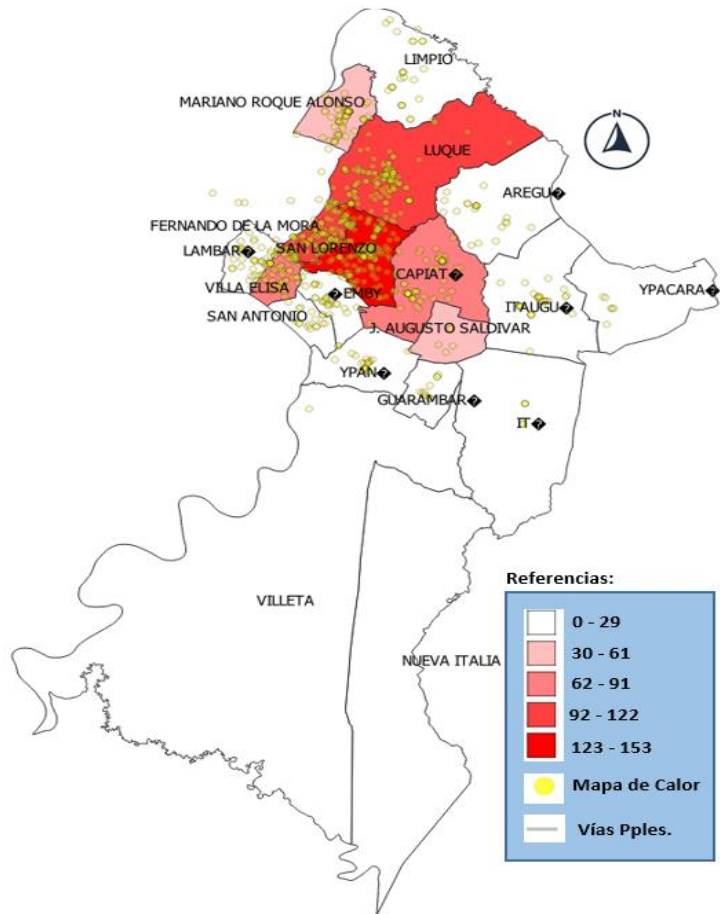 LIMPIO
MARIANO ROQUE ALONSO
N
LUQUE
AREGU�
FERNANDO DE LA MORA
LAMBAR�
SAN LORENZO
CAPIAT�
VILLA ELISA
�EMBY
ITAUGU�
YPACARA�
SAN ANTONIO
J. AUGUSTO SALDIVAR
YPAN�
GUARAMBAR�
IT�
VILLETA
NUEVA ITALIA
Referencias:
0 - 29
30 - 61
62 - 91
92 - 122
123 - 153
Mapa de Calor
Vías Pples.